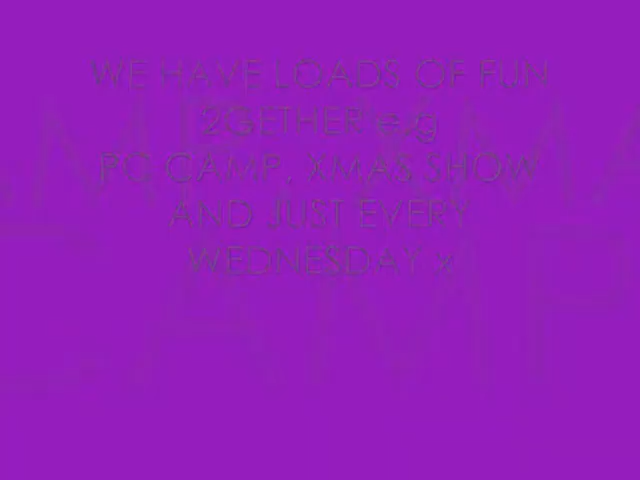 WE HAVE LOADS OF FUN
2GETHER e.g
PC CAMP, XMAS SHOW
AND JUST EVERY
WEDNESDAY x